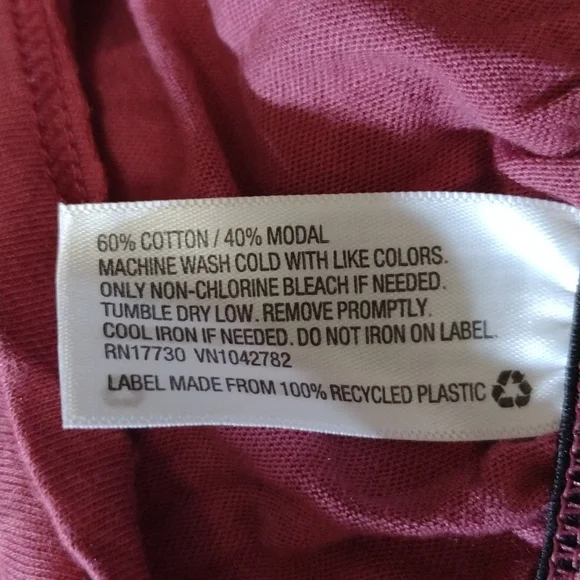 60% COTTON / 40% MODAL
MACHINE WASH COLD WITH LIKE COLORS.
ONLY NON-CHLORINE BLEACH IF NEEDED.
TUMBLE DRY LOW. REMOVE PROMPTLY.
COOL IRON IF NEEDED. DO NOT IRON ON LABEL.
RN17730 VN1042782
LABEL MADE FROM 100% RECYCLED PLASTIC